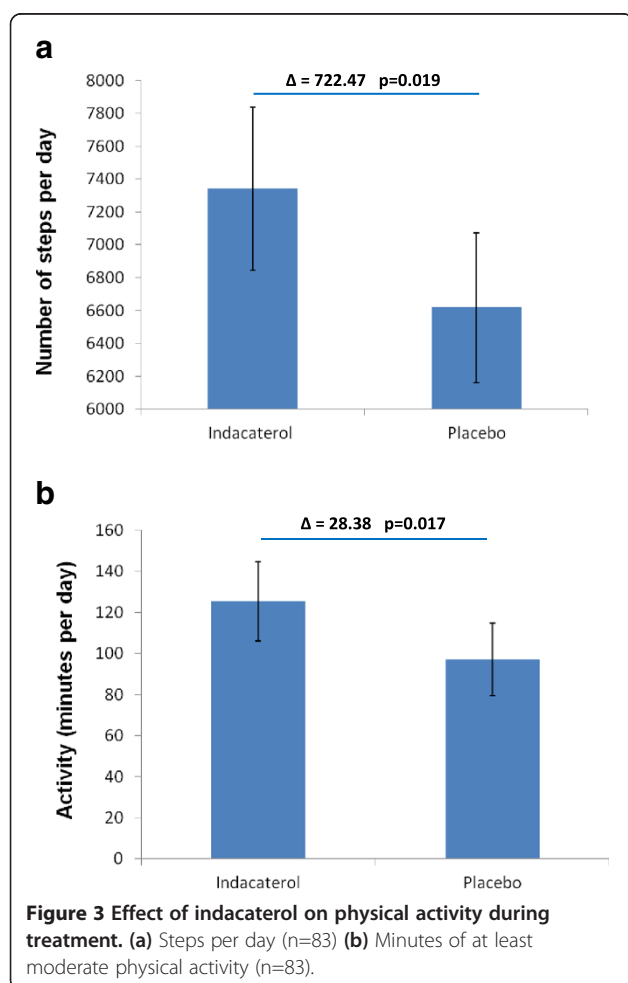 a
Δ = 722.47 p=0.019
Number of steps per day
8000
7800
7600
7400
7200
7000
6800
6600
6400
6200
6000
Indacaterol Placebo
b
Δ = 28.38 p=0.017
Activity (minutes per day)
160
140
120
100
80
60
40
20
0
Indacaterol Placebo
Figure 3 Effect of indacaterol on physical activity during
treatment. (a) Steps per day (n=83) (b) Minutes of at least
moderate physical activity (n=83).